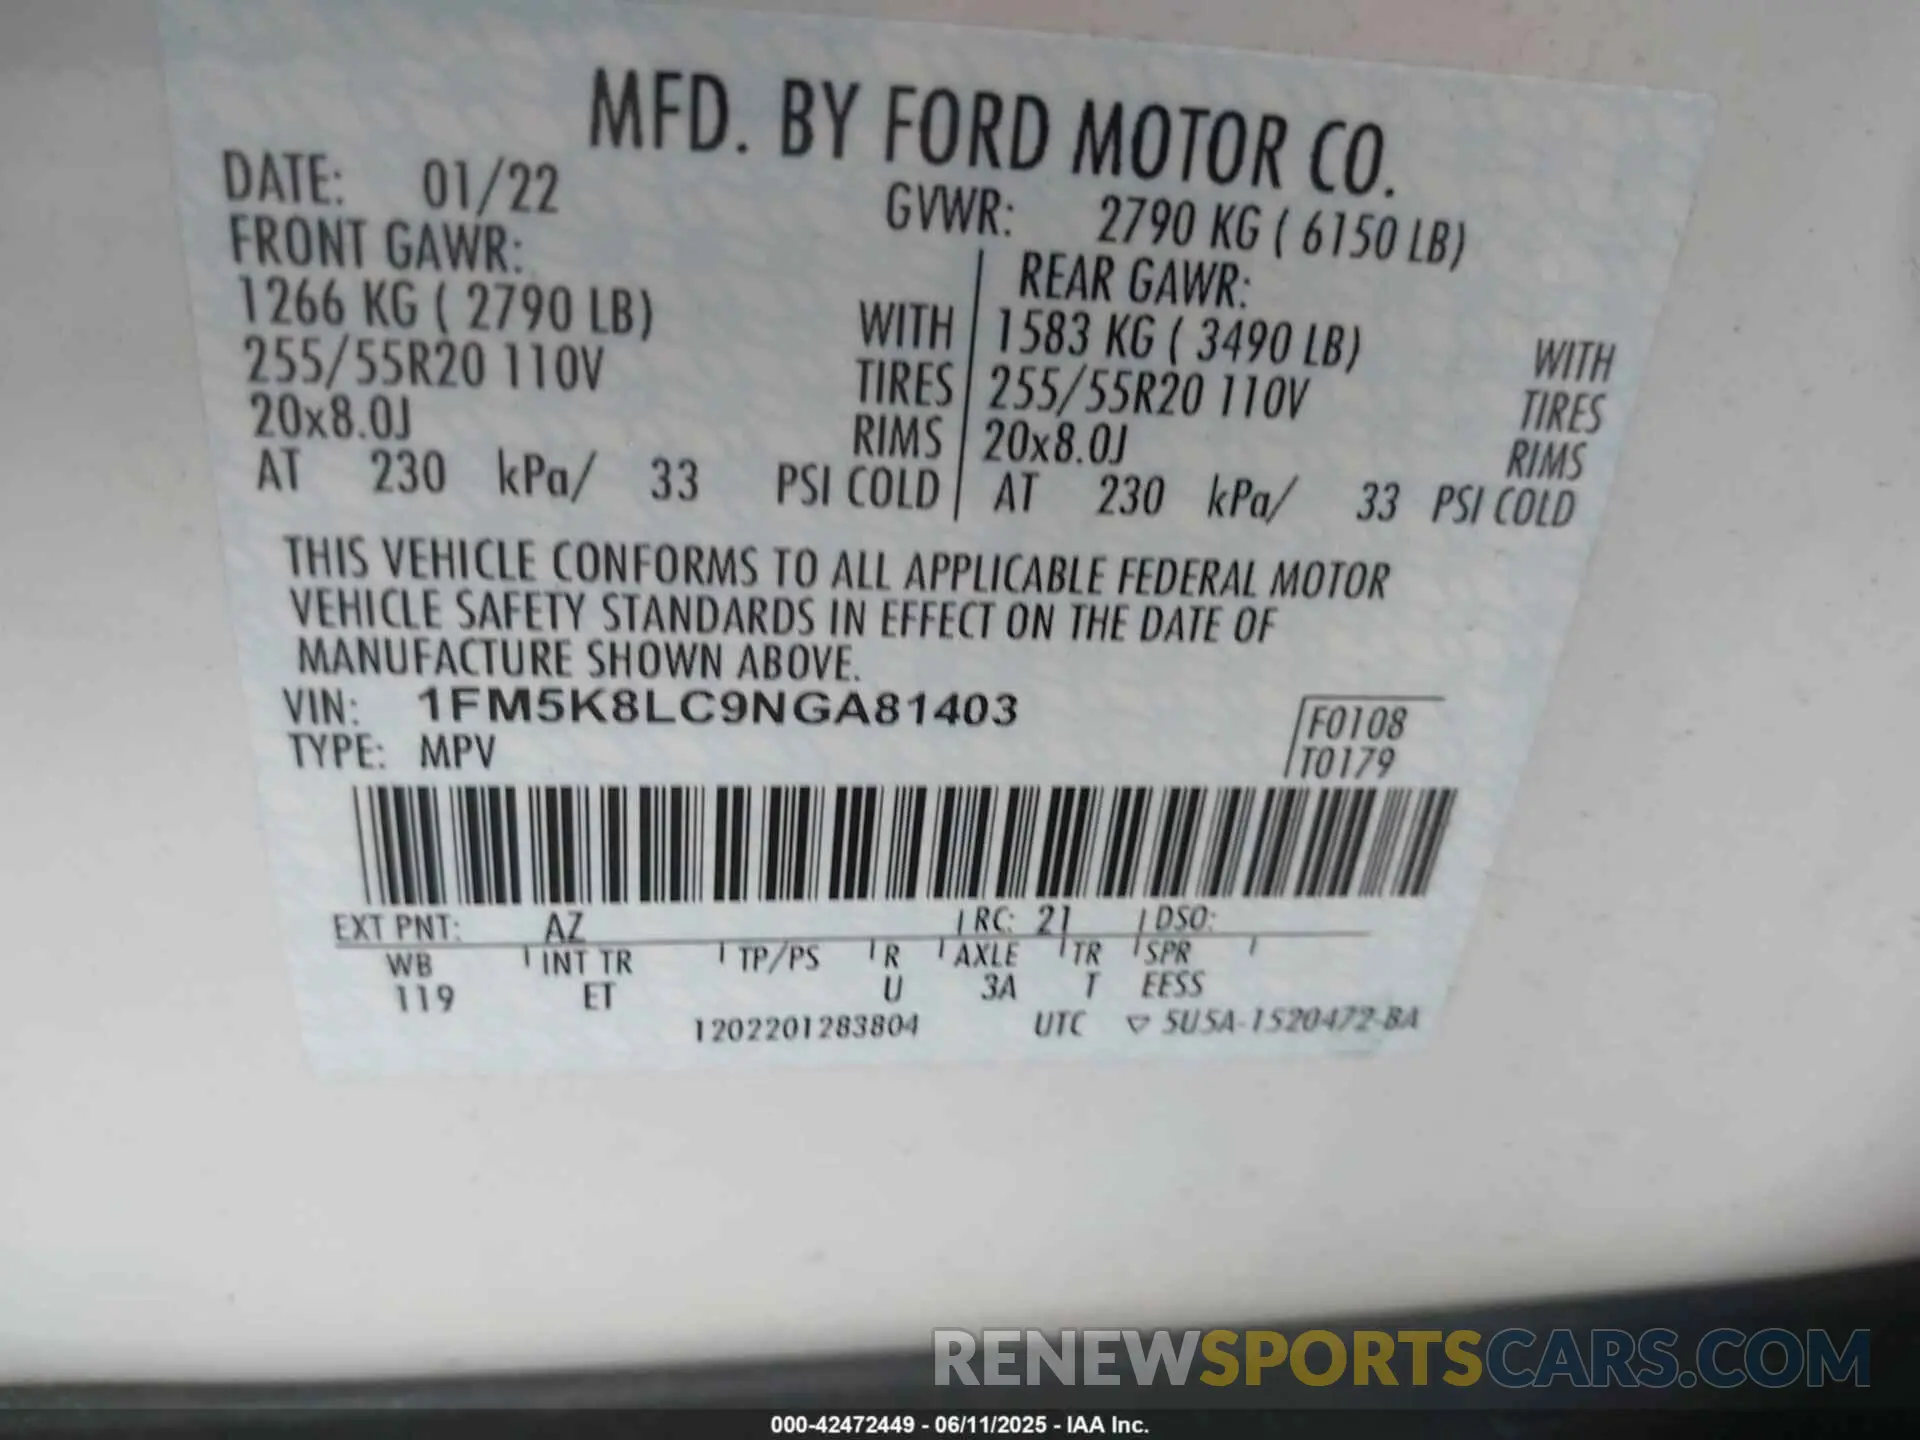 MFD. BY FORD MOTOR CO.
DATE: 01/22 GVWR: 2790 KG ( 6150 LB)
FRONT GAWR: REAR GAWR:
1266 KG ( 2790 LB) WITH 1583 KG ( 3490 LB) WITH
255/55R20 110V TIRES 255/55R20 110V TIRES
20x8.0J RIMS 20x8.0J RIMS
AT 230 kPa/ 33 PSI COLD AT 230 kPa/ 33 PSI COLD
THIS VEHICLE CONFORMS TO ALL APPLICABLE FEDERAL MOTOR
VEHICLE SAFETY STANDARDS IN EFFECT ON THE DATE OF
MANUFACTURE SHOWN ABOVE.
VIN: 1FM5K8LC9NGA81403 F0108
TYPE: MPV T0179
EXT PNT: AZ RC: 21 DSO:
WB INT TR TP/PS R AXLE TR SPR
119 ET U 3A T EESS
1202201283804 UTC ▽ 5U5A-1520472-BA
RENEWSPORTSCARS.COM
000-42472449 - 06/11/2025 - IAA Inc.